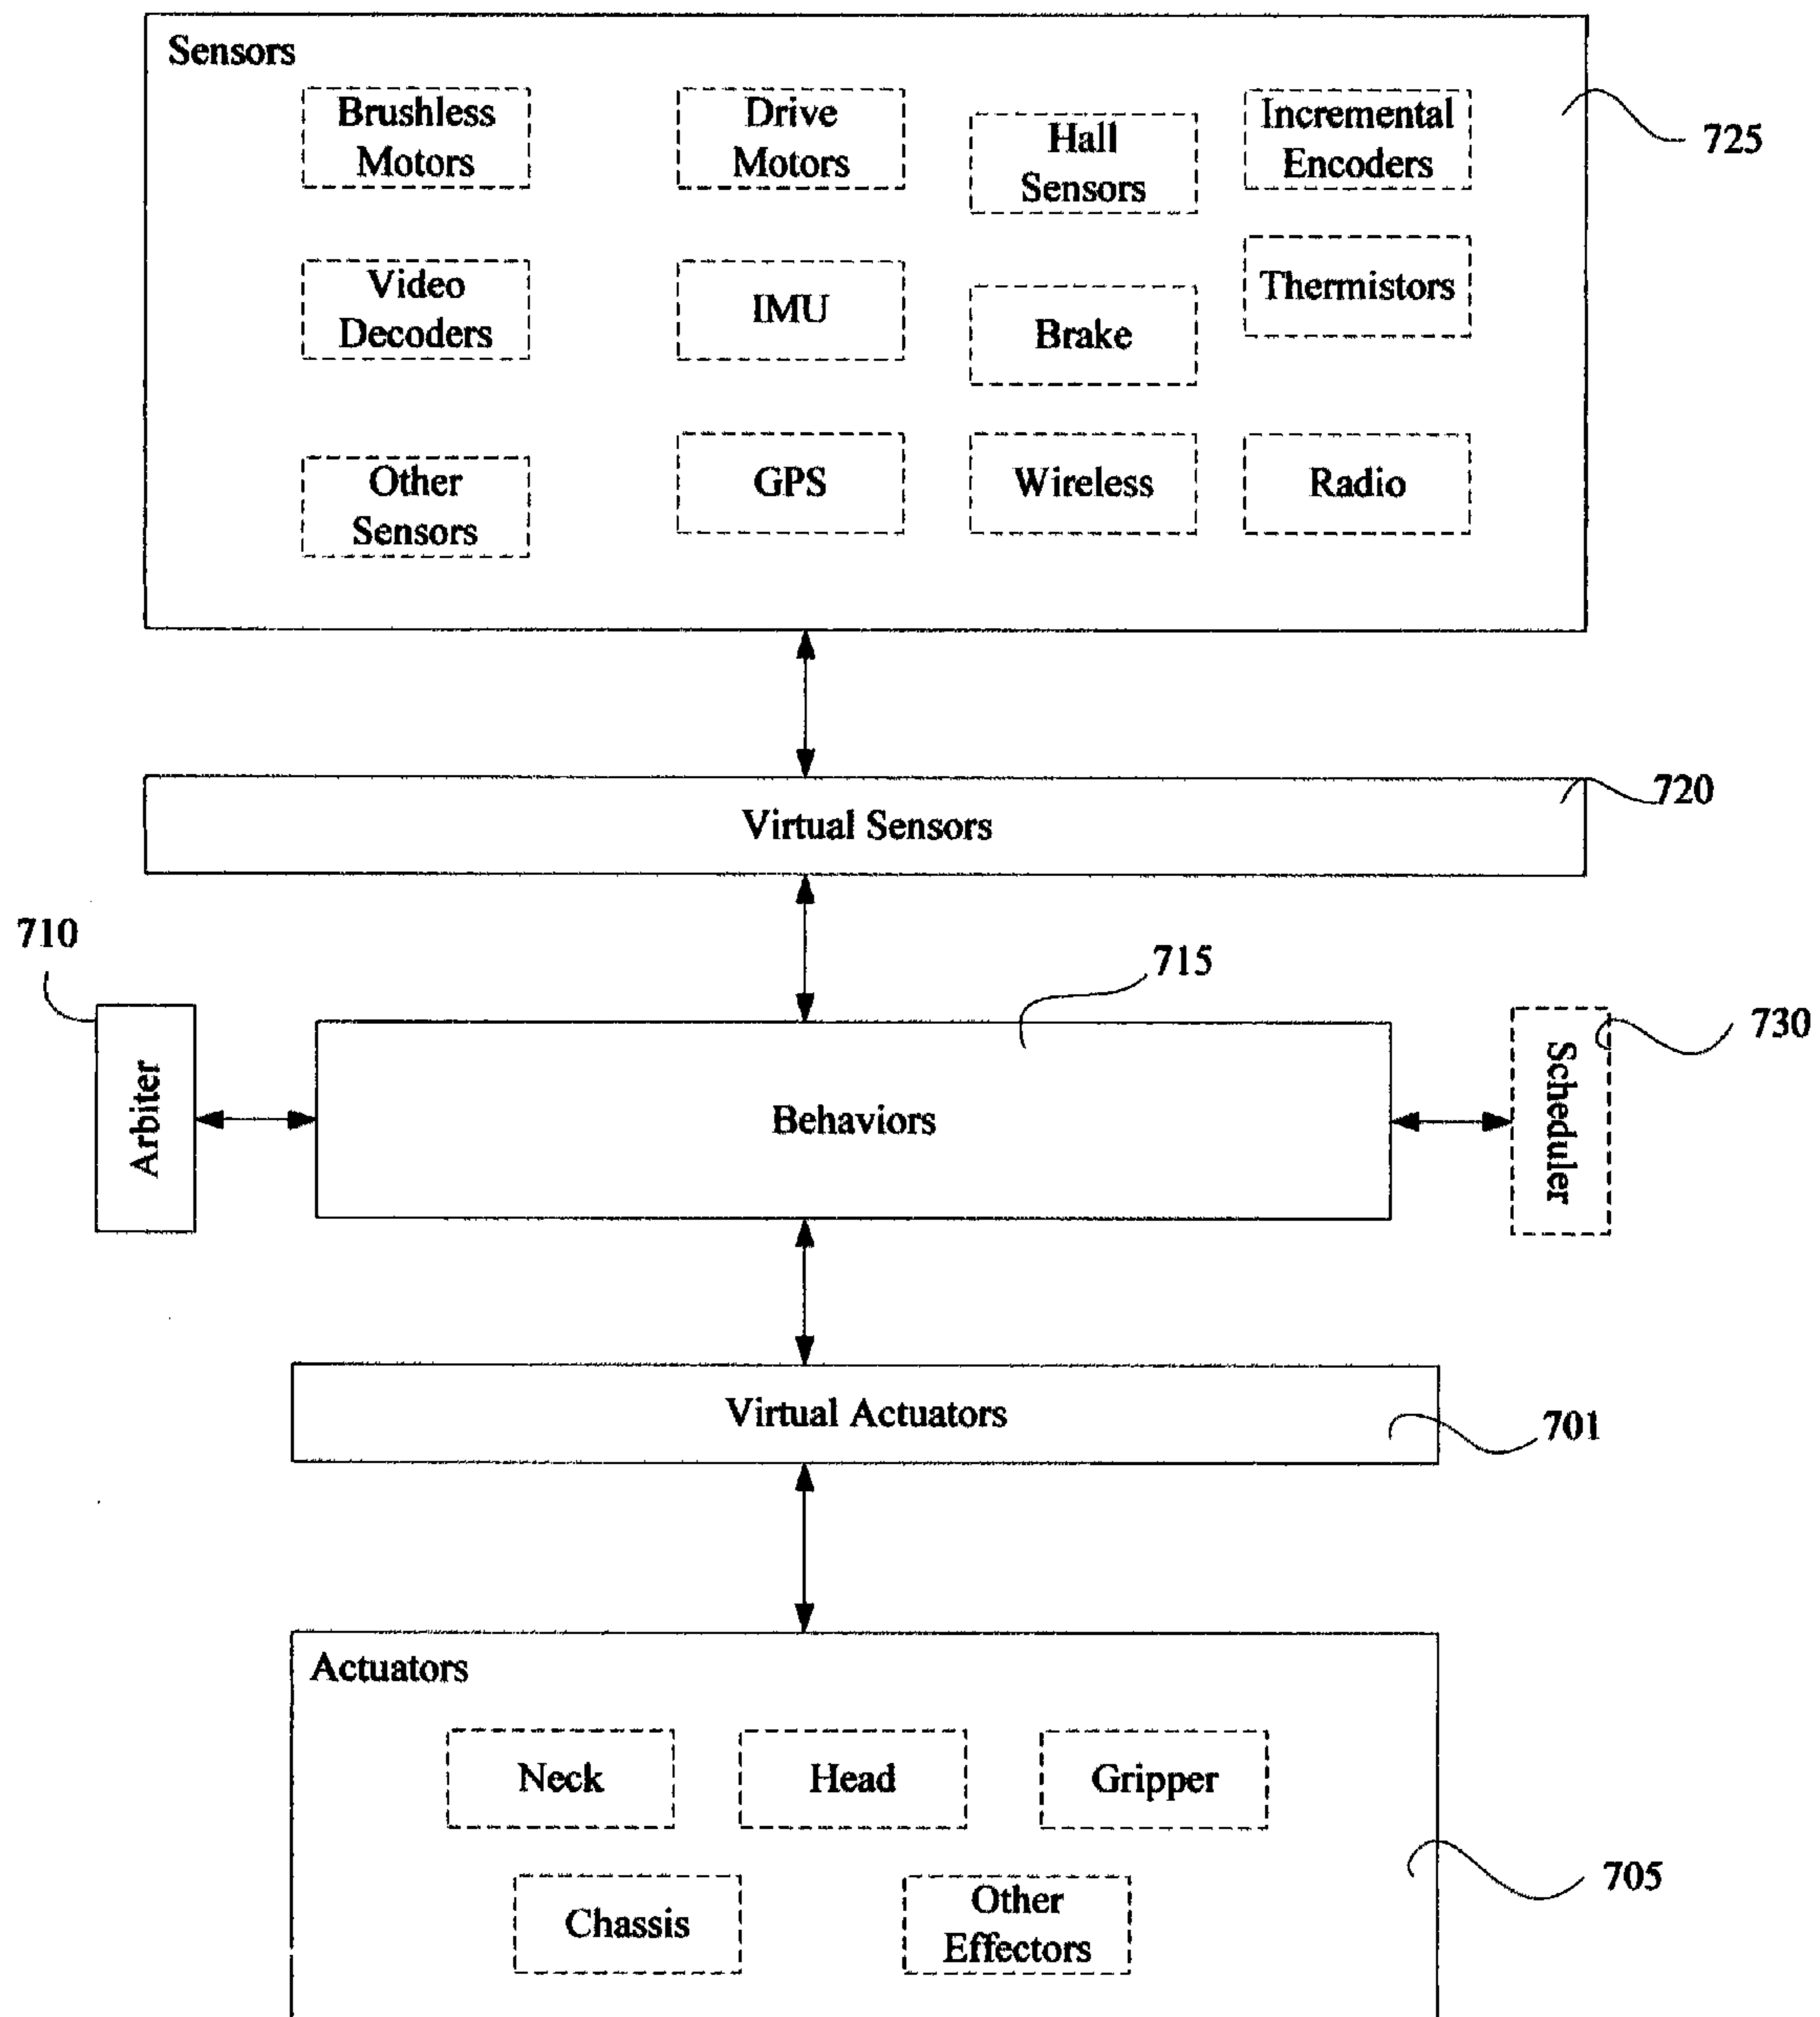 Sensors
Brushless
Motors
Drive
Motors
Hall
Sensors
Incremental
Encoders
725
Video
Decoders
IMU
Brake
Thermistors
Other
Sensors
GPS
Wireless
Radio
Virtual Sensors
720
710
715
730
Arbiter
Behaviors
Scheduler
Virtual Actuators
701
Actuators
Neck
Head
Gripper
705
Chassis
Other
Effectors